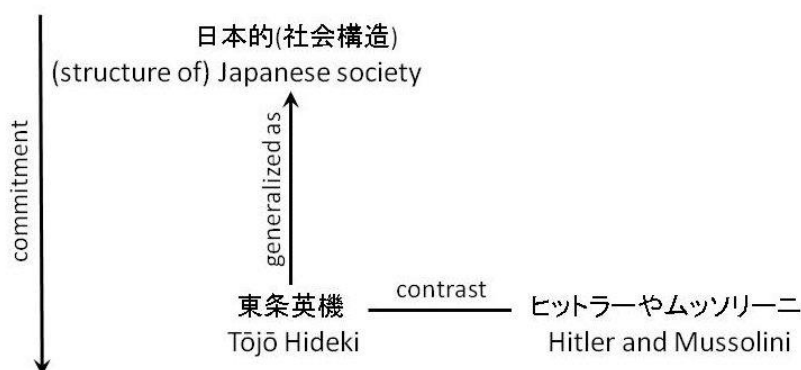 日本的(社会構造)
(structure of) Japanese society
commitment
generalized as
東条英機
Tōjō Hideki
contrast
ヒットラーやムッソリーニ
Hitler and Mussolini